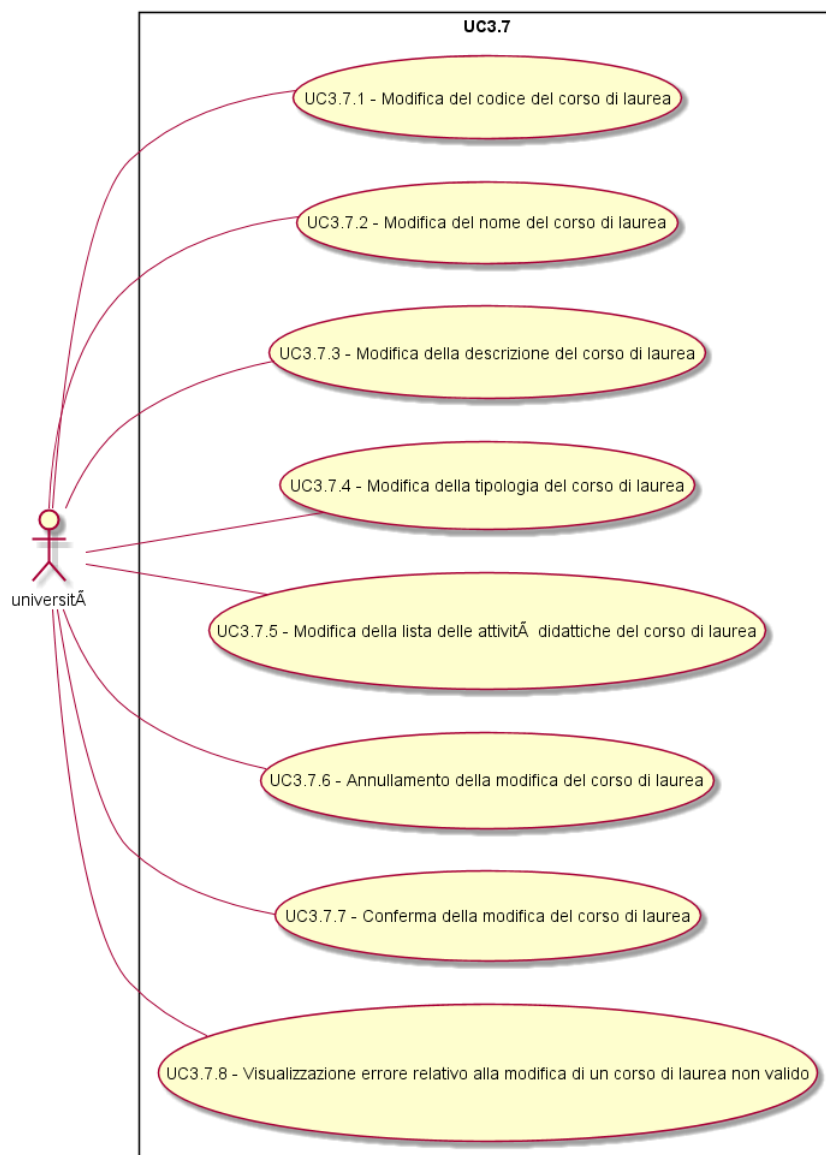 UC3.7
UC3.7.1 - Modifica del codice del corso di laurea
UC3.7.2 - Modifica del nome del corso di laurea
UC3.7.3 - Modifica della descrizione del corso di laurea
UC3.7.4 - Modifica della tipologia del corso di laurea
universitÃ
UC3.7.5 - Modifica della lista delle attivitÃ  didattiche del corso di laurea
UC3.7.6 - Annullamento della modifica del corso di laurea
UC3.7.7 - Conferma della modifica del corso di laurea
UC3.7.8 - Visualizzazione errore relativo alla modifica di un corso di laurea non valido